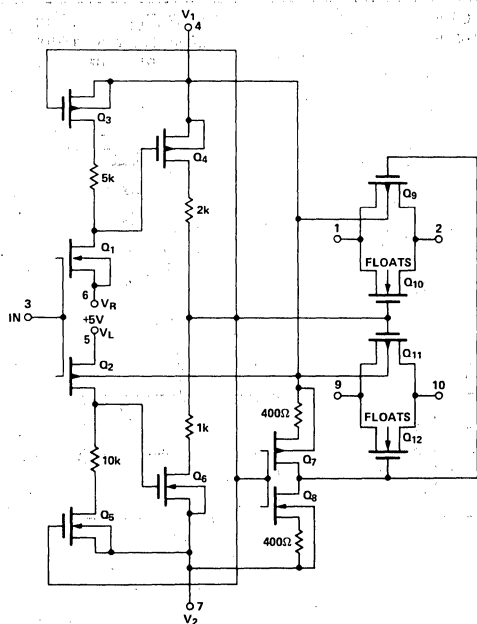 V1
4
Q3
Q4
5k
2k
Q9
1
2
Q1
FLOATS
Q10
6
VR
3
IN
+5V
VL
5
Q2
Q11
9
10
400Ω
FLOATS
Q12
1k
Q7
10k
Q6
Q8
Q5
400Ω
7
V2